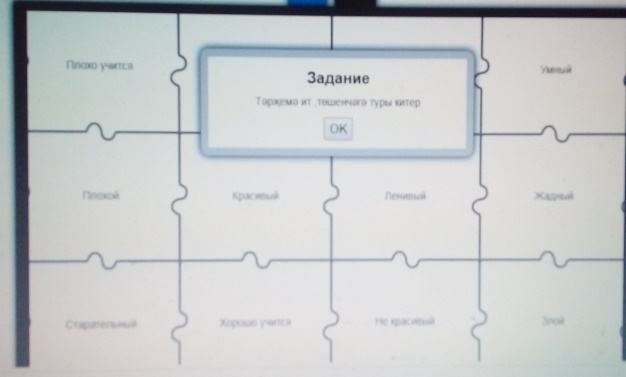 Плохо учится
Умный
Задание
Тәрҗемә ит ,төшенчәгә туры китер
OK
Плохой
Красивый
Ленивый
Жадный
Старательный
Хорошо учится
Не красивый
Злой